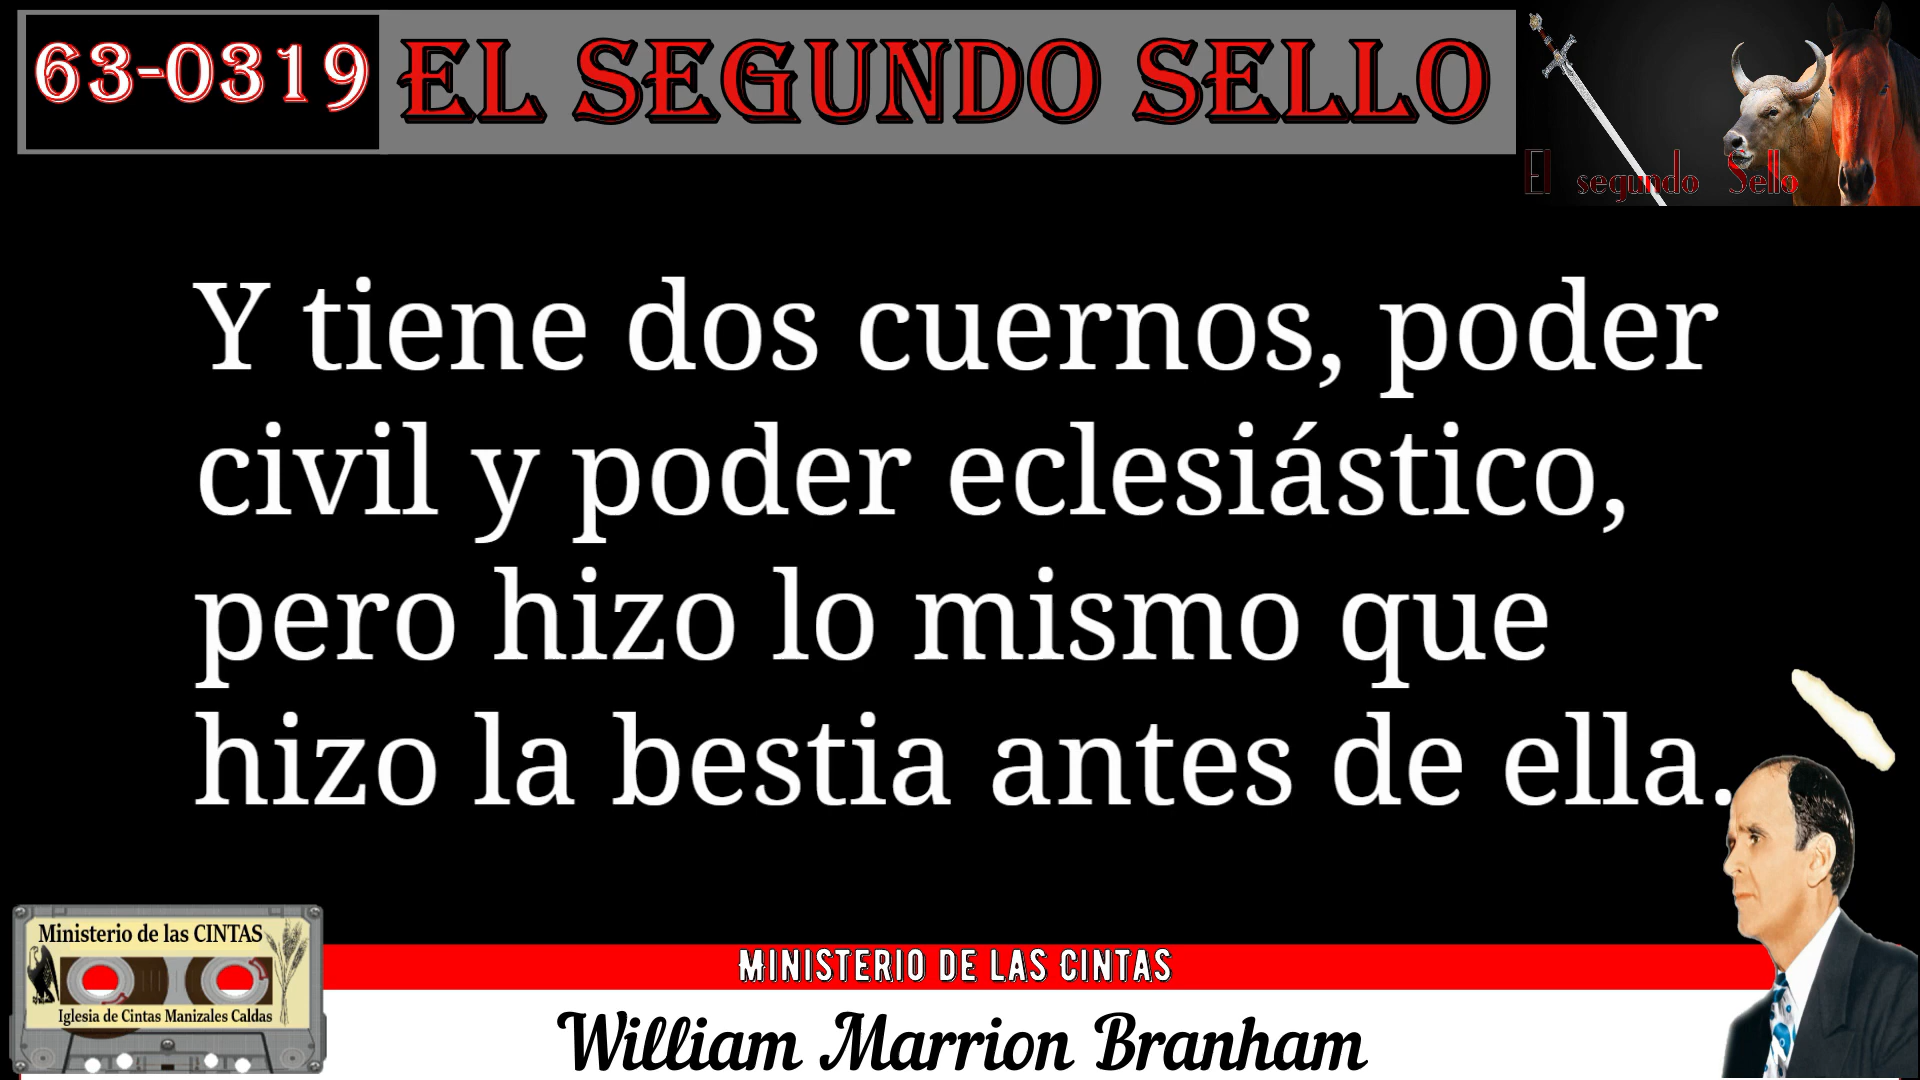 63-0319 EL SEGUNDO SELLO
El segundo Sello
Y tiene dos cuernos, poder
civil y poder eclesiástico,
pero hizo lo mismo que
hizo la bestia antes de ella.
Ministerio de las CINTAS
Iglesia de Cintas Manizales Caldas
MINISTERIO DE LAS CINTAS
William Marrion Branham